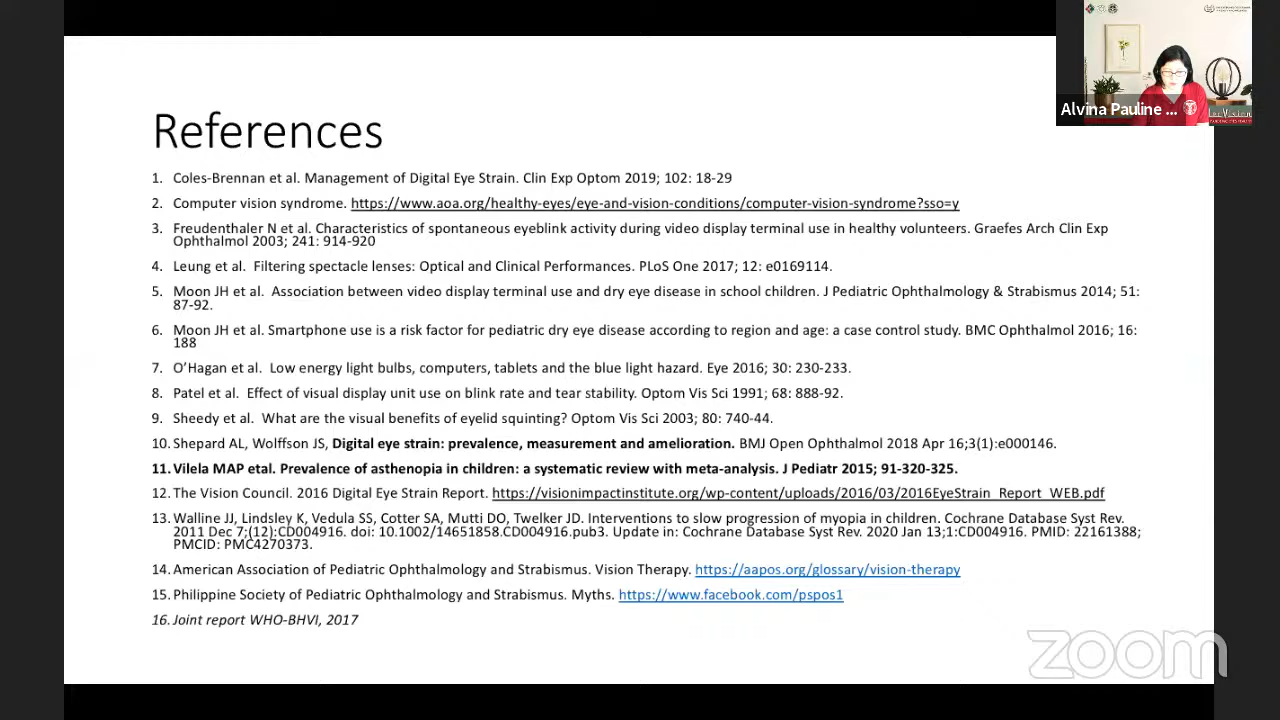 References
1. Coles-Brennan et al. Management of Digital Eye Strain. Clin Exp Optom 2019; 102: 18-29
2. Computer vision syndrome. https://www.aoa.org/healthy-eyes/eye-and-vision-conditions/computer-vision-syndrome?sso=y
3. Freudenthaler N et al. Characteristics of spontaneous eyeblink activity during video display terminal use in healthy volunteers. Graefes Arch Clin Exp
Ophthalmol 2003; 241: 914-920
4. Leung et al. Filtering spectacle lenses: Optical and Clinical Performances. PLoS One 2017; 12: e0169114.
5. Moon JH et al. Association between video display terminal use and dry eye disease in school children. J Pediatric Ophthalmology & Strabismus 2014; 51:
87-92.
6. Moon JH et al. Smartphone use is a risk factor for pediatric dry eye disease according to region and age: a case control study. BMC Ophthalmol 2016; 16:
188
7. O’Hagan et al. Low energy light bulbs, computers, tablets and the blue light hazard. Eye 2016; 30: 230-233.
8. Patel et al. Effect of visual display unit use on blink rate and tear stability. Optom Vis Sci 1991; 68: 888-92.
9. Sheedy et al. What are the visual benefits of eyelid squinting? Optom Vis Sci 2003; 80: 740-44.
10. Shepard AL, Wolffson JS, Digital eye strain: prevalence, measurement and amelioration. BMJ Open Ophthalmol 2018 Apr 16;3(1):e000146.
11. Vilela MAP etal. Prevalence of asthenopia in children: a systematic review with meta-analysis. J Pediatr 2015; 91-320-325.
12. The Vision Council. 2016 Digital Eye Strain Report. https://visionimpactinstitute.org/wp-content/uploads/2016/03/2016EyeStrain_Report_WEB.pdf
13. Walline JJ, Lindsley K, Vedula SS, Cotter SA, Mutti DO, Twelker JD. Interventions to slow progression of myopia in children. Cochrane Database Syst Rev.
2011 Dec 7;(12):CD004916. doi: 10.1002/14651858.CD004916.pub3. Update in: Cochrane Database Syst Rev. 2020 Jan 13;1:CD004916. PMID: 22161388;
PMCID: PMC4270373.
14. American Association of Pediatric Ophthalmology and Strabismus. Vision Therapy. https://aapos.org/glossary/vision-therapy
15. Philippine Society of Pediatric Ophthalmology and Strabismus. Myths. https://www.facebook.com/pspos1
16. Joint report WHO-BHVI, 2017
Alvina Pauline ...
zoom